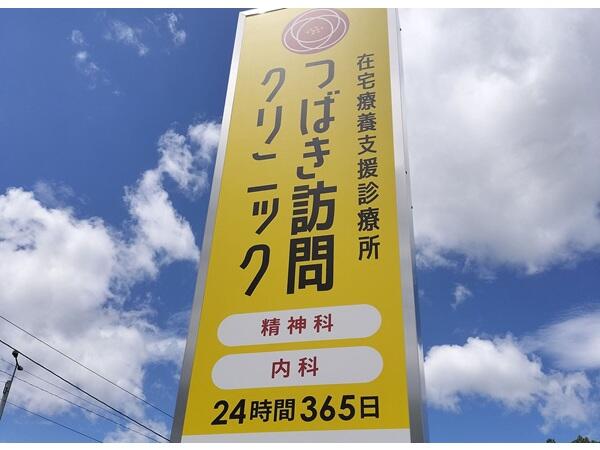 在宅療養支援診療所
つばき訪問
クリニック
精神科
内科
24時間365日